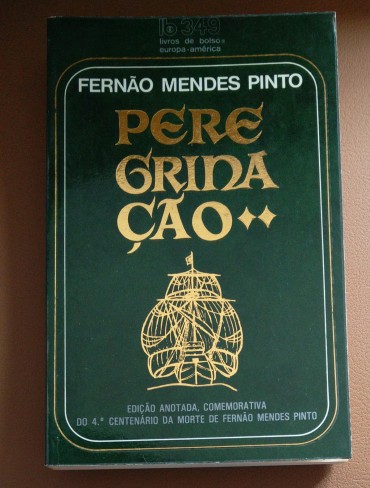 lb 349
livros de bolso
europa-américa
FERNÃO MENDES PINTO
PERE
GRINA
ÇÃO
EDIÇÃO ANOTADA, COMEMORATIVA
DO 4.º CENTENÁRIO DA MORTE DE FERNÃO MENDES PINTO